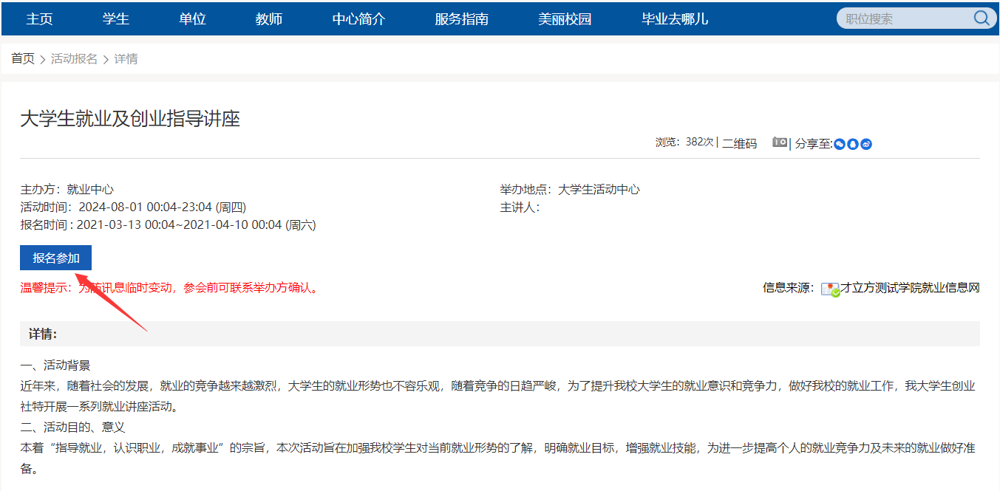 主页 学生 单位 教师 中心简介 服务指南 美丽校园 毕业去哪儿 职位搜索
首页 > 活动报名 > 详情
大学生就业及创业指导讲座
浏览：382次 | 二维码 | 分享至:
主办方：就业中心 举办地点：大学生活动中心
活动时间：2024-08-01 00:04-23:04 (周四) 主讲人：
报名时间 : 2021-03-13 00:04~2021-04-10 00:04 (周六)
报名参加
温馨提示：为防讯息临时变动，参会前可联系举办方确认。 信息来源：才立方测试学院就业信息网
详情：
一、活动背景
近年来，随着社会的发展，就业的竞争越来越激烈，大学生的就业形势也不容乐观，随着竞争的日趋严峻，为了提升我校大学生的就业意识和竞争力，做好我校的就业工作，我大学生创业
社特开展一系列就业讲座活动。
二、活动目的、意义
本着“指导就业，认识职业，成就事业”的宗旨，本次活动旨在加强我校学生对当前就业形势的了解，明确就业目标，增强就业技能，为进一步提高个人的就业竞争力及未来的就业做好准
备。